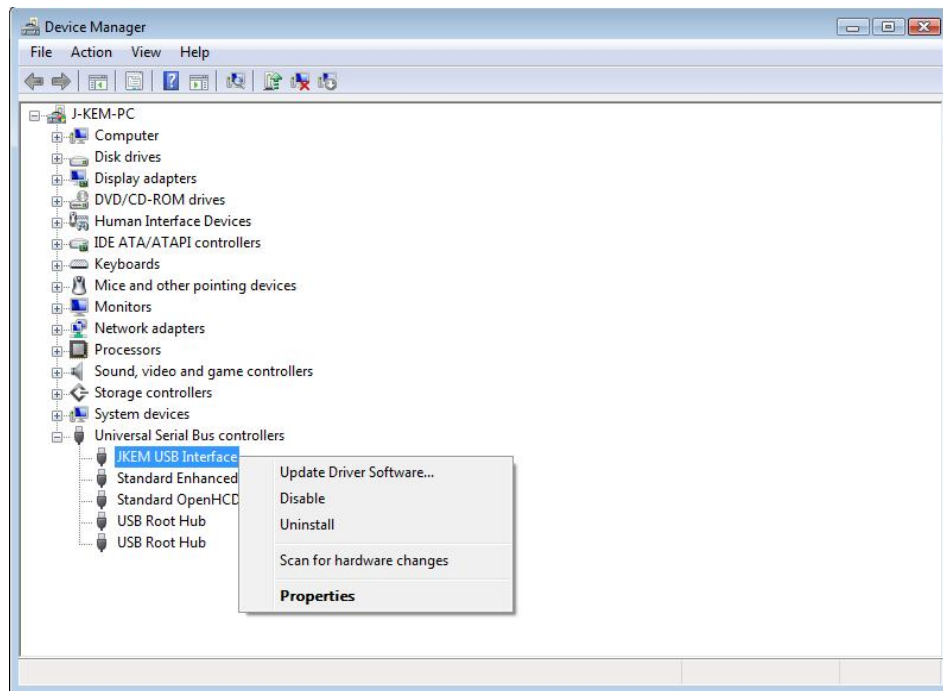 Device Manager
File Action View Help
J-KEM-PC
Computer
Disk drives
Display adapters
DVD/CD-ROM drives
Human Interface Devices
IDE ATA/ATAPI controllers
Keyboards
Mice and other pointing devices
Monitors
Network adapters
Processors
Sound, video and game controllers
Storage controllers
System devices
Universal Serial Bus controllers
JKEM USB Interface
Standard Enhanced
Standard OpenHCD
USB Root Hub
USB Root Hub
Update Driver Software...
Disable
Uninstall
Scan for hardware changes
Properties